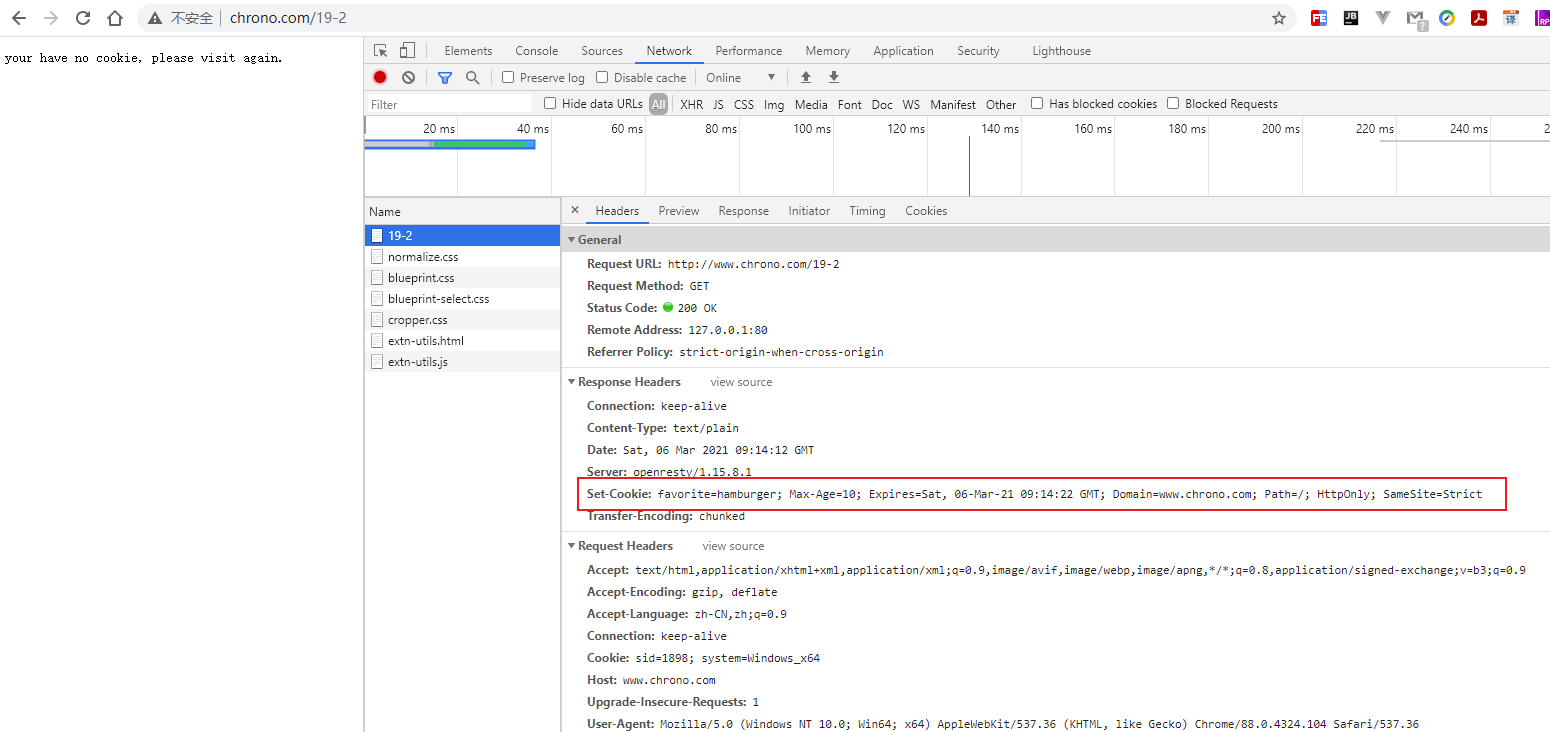 不安全 chrono.com/19-2
FE JB 译 RP
your have no cookie, please visit again.
Elements Console Sources Network Performance Memory Application Security Lighthouse
Preserve log Disable cache Online
Filter Hide data URLs All XHR JS CSS Img Media Font Doc WS Manifest Other Has blocked cookies Blocked Requests
20 ms 40 ms 60 ms 80 ms 100 ms 120 ms 140 ms 160 ms 180 ms 200 ms 220 ms 240 ms 2
Name
19-2
normalize.css
blueprint.css
blueprint-select.css
cropper.css
extn-utils.html
extn-utils.js
× Headers Preview Response Initiator Timing Cookies
General
Request URL: http://www.chrono.com/19-2
Request Method: GET
Status Code: 200 OK
Remote Address: 127.0.0.1:80
Referrer Policy: strict-origin-when-cross-origin
Response Headers view source
Connection: keep-alive
Content-Type: text/plain
Date: Sat, 06 Mar 2021 09:14:12 GMT
Server: openresty/1.15.8.1
Set-Cookie: favorite=hamburger; Max-Age=10; Expires=Sat, 06-Mar-21 09:14:22 GMT; Domain=www.chrono.com; Path=/; HttpOnly; SameSite=Strict
Transfer-Encoding: chunked
Request Headers view source
Accept: text/html,application/xhtml+xml,application/xml;q=0.9,image/avif,image/webp,image/apng,*/*;q=0.8,application/signed-exchange;v=b3;q=0.9
Accept-Encoding: gzip, deflate
Accept-Language: zh-CN,zh;q=0.9
Connection: keep-alive
Cookie: sid=1898; system=Windows_x64
Host: www.chrono.com
Upgrade-Insecure-Requests: 1
User-Agent: Mozilla/5.0 (Windows NT 10.0; Win64; x64) AppleWebKit/537.36 (KHTML, like Gecko) Chrome/88.0.4324.104 Safari/537.36